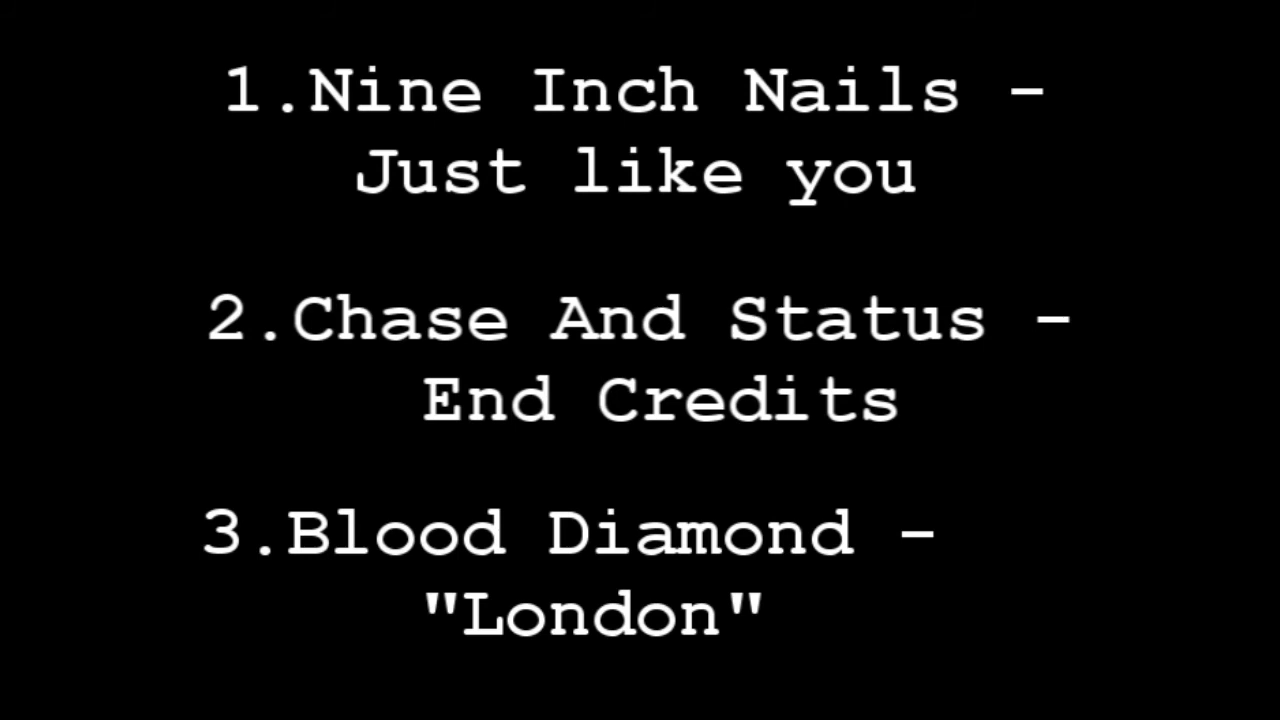 1.Nine Inch Nails -
Just like you
2.Chase And Status -
End Credits
3.Blood Diamond -
"London"